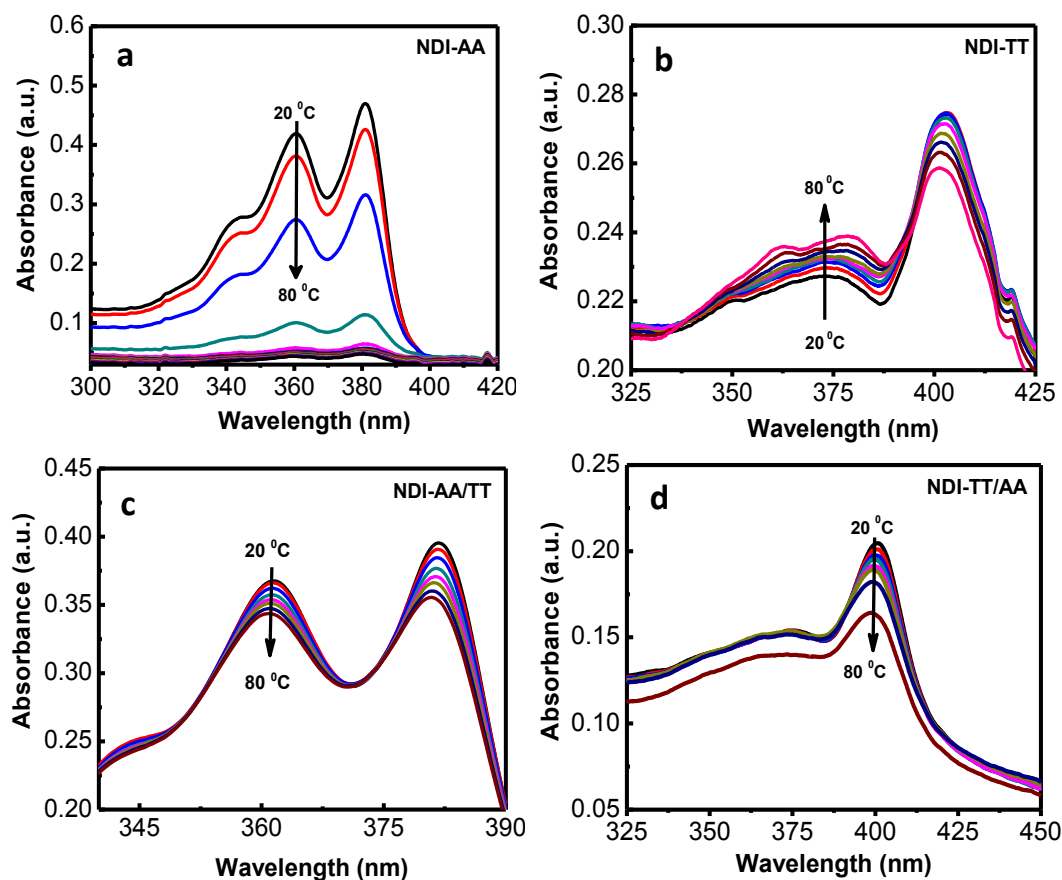 a
NDI-AA
20 ⁰C
80 ⁰C
Absorbance (a.u.)
0.6
0.5
0.4
0.3
0.2
0.1
300 320 340 360 380 400 420
Wavelength (nm)
b
NDI-TT
80 ⁰C
20 ⁰C
Absorbance (a.u.)
0.30
0.28
0.26
0.24
0.22
0.20
325 350 375 400 425
Wavelength (nm)
c
NDI-AA/TT
20 ⁰C
80 ⁰C
Absorbance (a.u.)
0.45
0.40
0.35
0.30
0.25
0.20
345 360 375 390
Wavelength (nm)
d
NDI-TT/AA
20 ⁰C
80 ⁰C
Absorbance (a.u.)
0.25
0.20
0.15
0.10
0.05
325 350 375 400 425 450
Wavelength (nm)